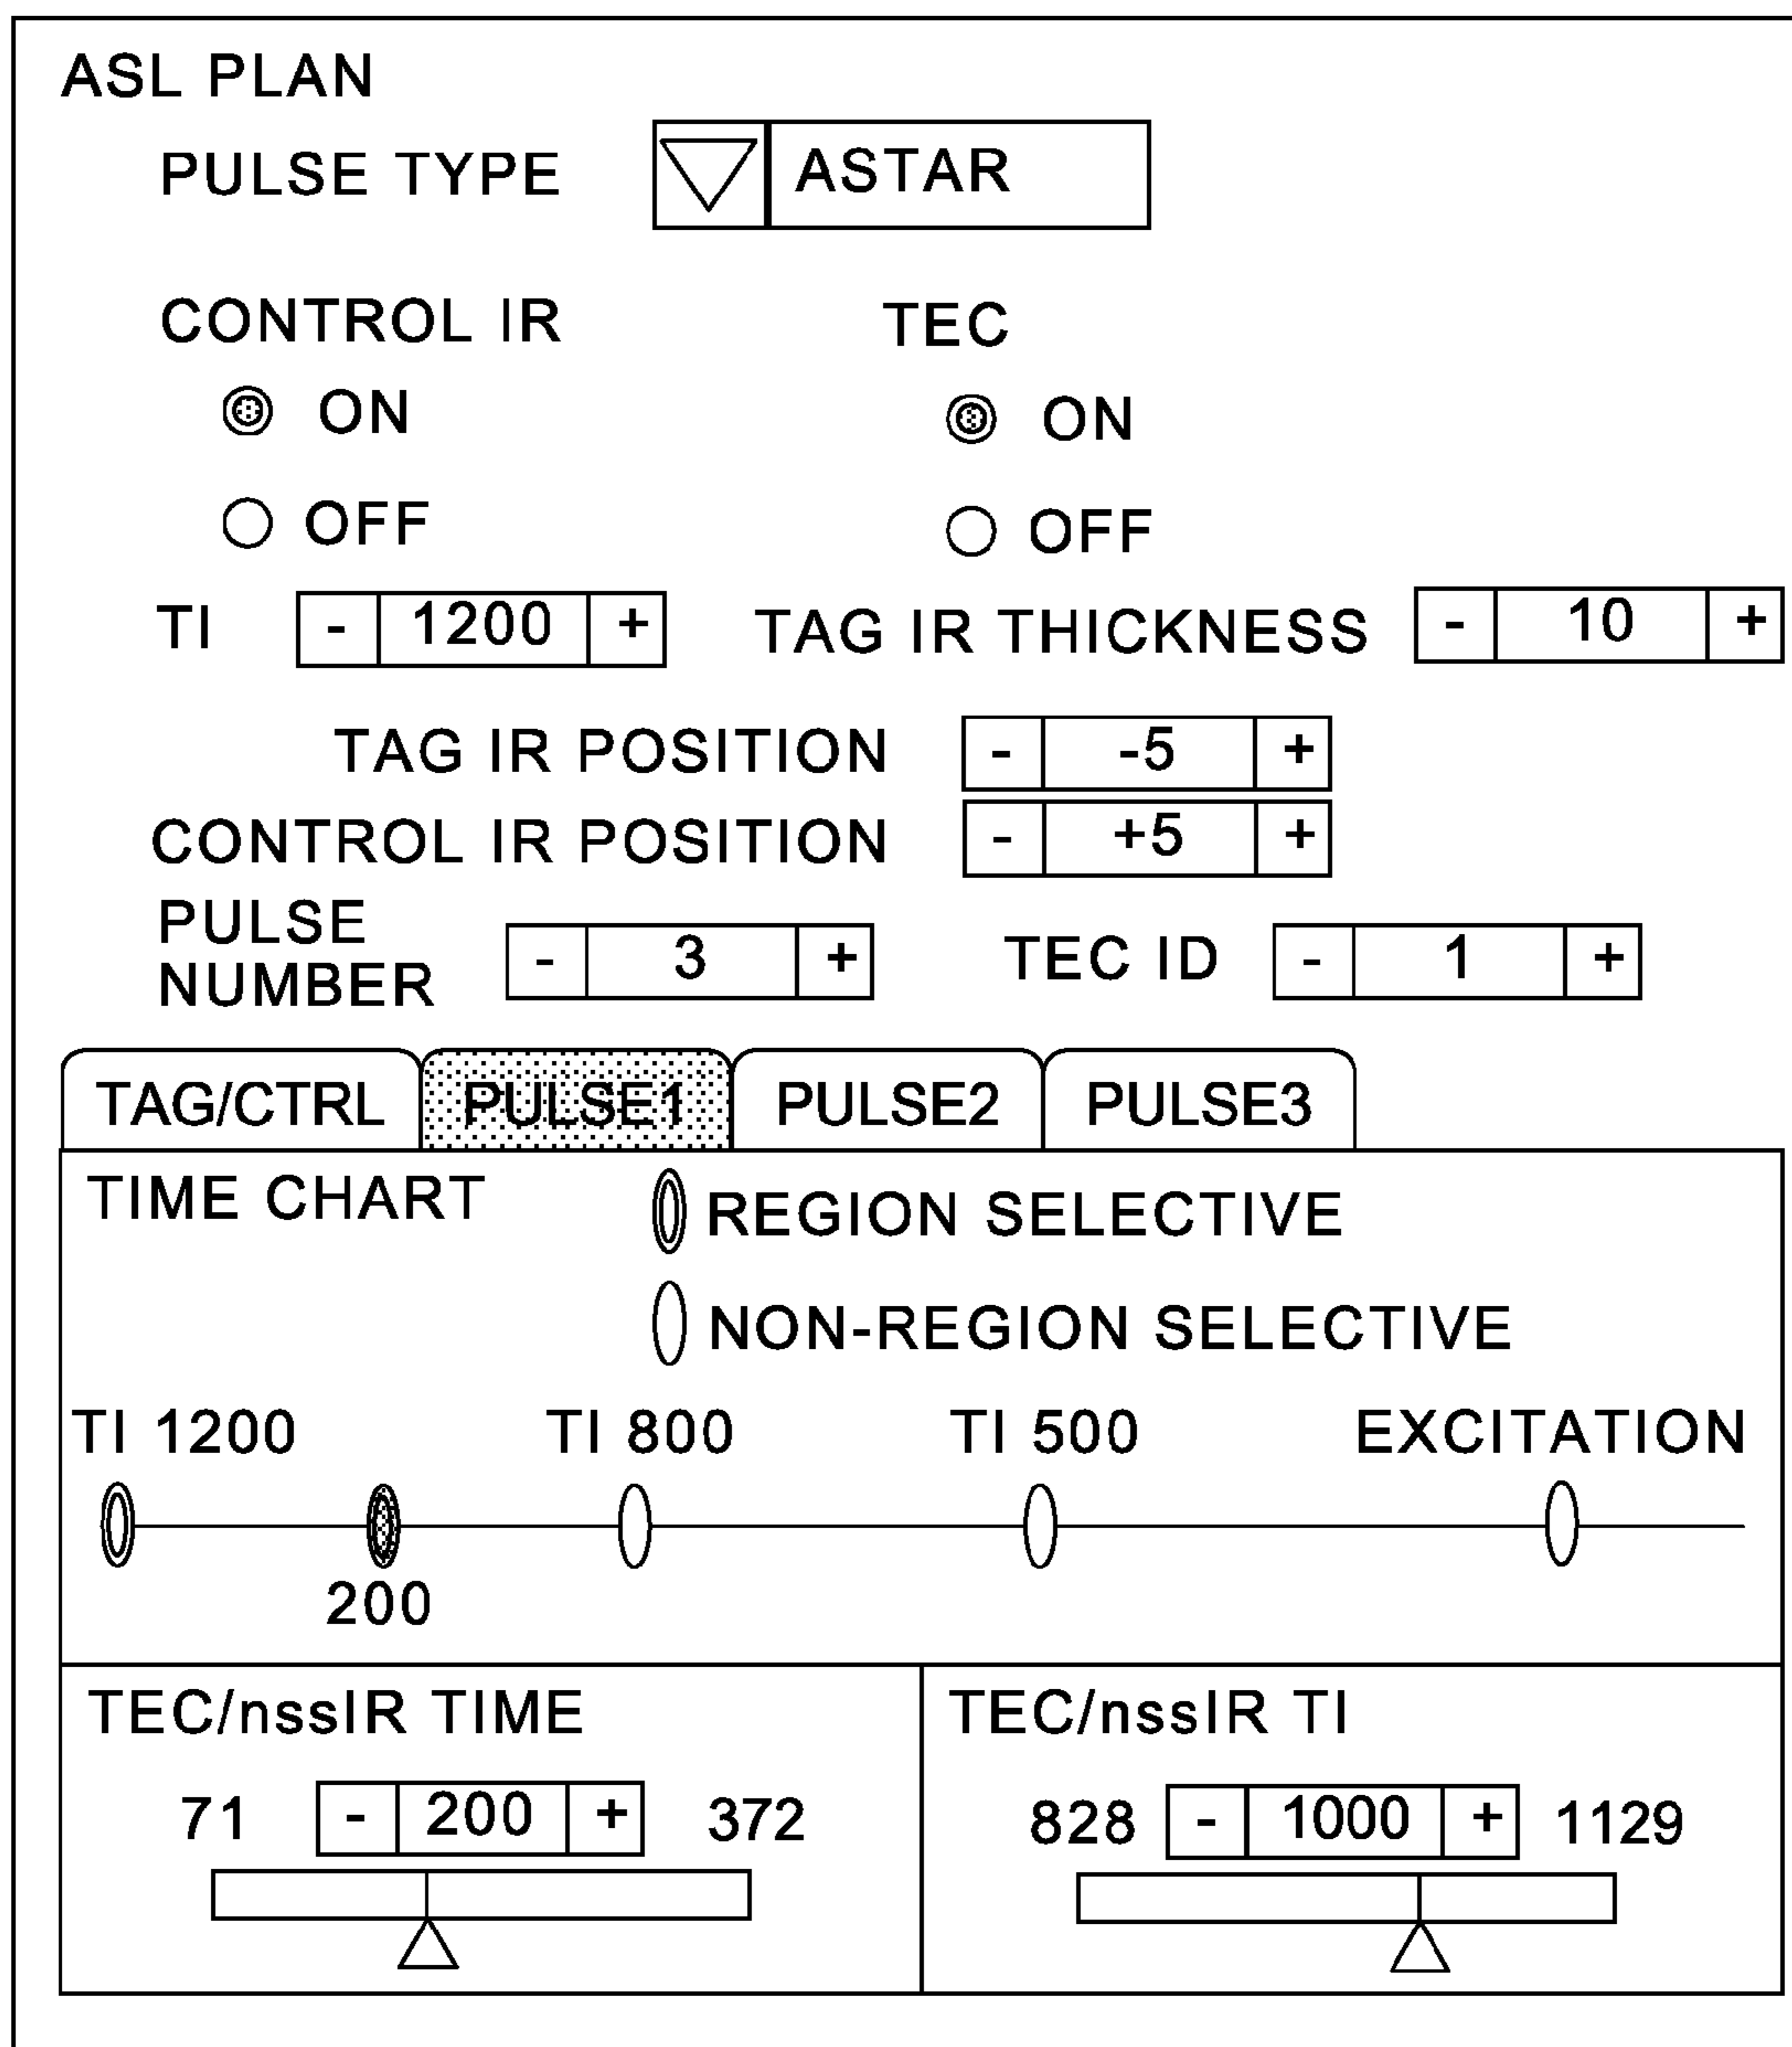 ASL PLAN
PULSE TYPE ASTAR
CONTROL IR TEC
ON ON
OFF OFF
TI - 1200 + TAG IR THICKNESS - 10 +
TAG IR POSITION - -5 +
CONTROL IR POSITION - +5 +
PULSE
NUMBER - 3 + TEC ID - 1 +
TAG/CTRL PULSE1 PULSE2 PULSE3
TIME CHART REGION SELECTIVE
NON-REGION SELECTIVE
TI 1200 TI 800 TI 500 EXCITATION
200
TEC/nssIR TIME TEC/nssIR TI
71 - 200 + 372 828 - 1000 + 1129